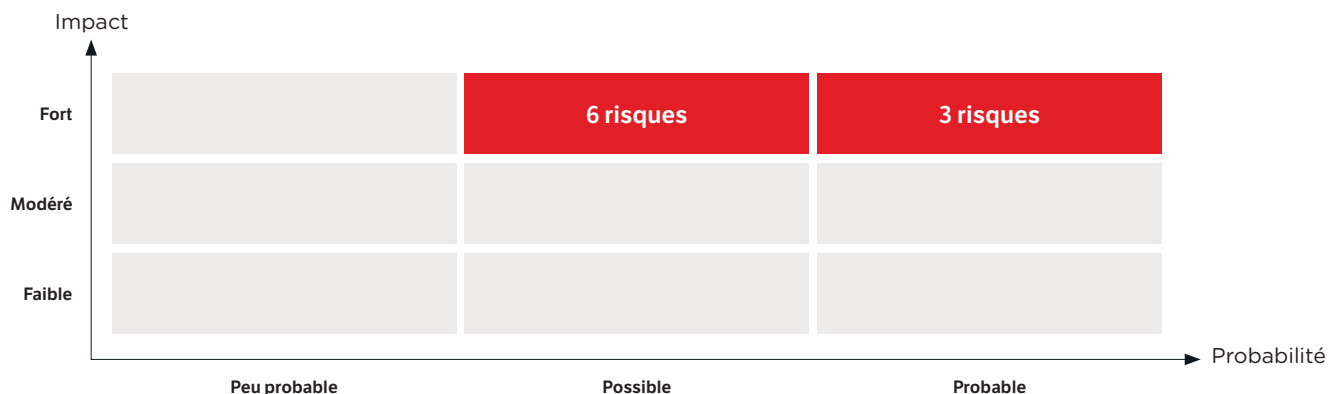 Impact
Fort
6 risques
3 risques
Modéré
Faible
Probabilité
Peu probable
Possible
Probable